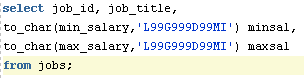 select job_id, job_title,
to_char(min_salary,'L99G999D99MI') minsal,
to_char(max_salary,'L99G999D99MI') maxsal
from jobs;